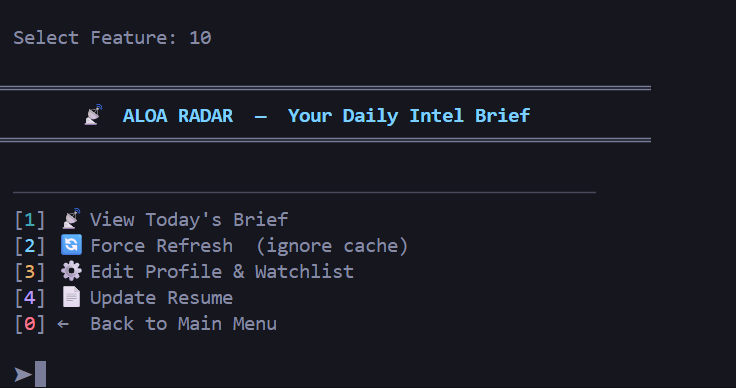 Select Feature: 10
📡 ALOA RADAR — Your Daily Intel Brief
[1] 📡 View Today's Brief
[2] 🔄 Force Refresh (ignore cache)
[3] ⚙️ Edit Profile & Watchlist
[4] 📄 Update Resume
[0] ← Back to Main Menu
➤